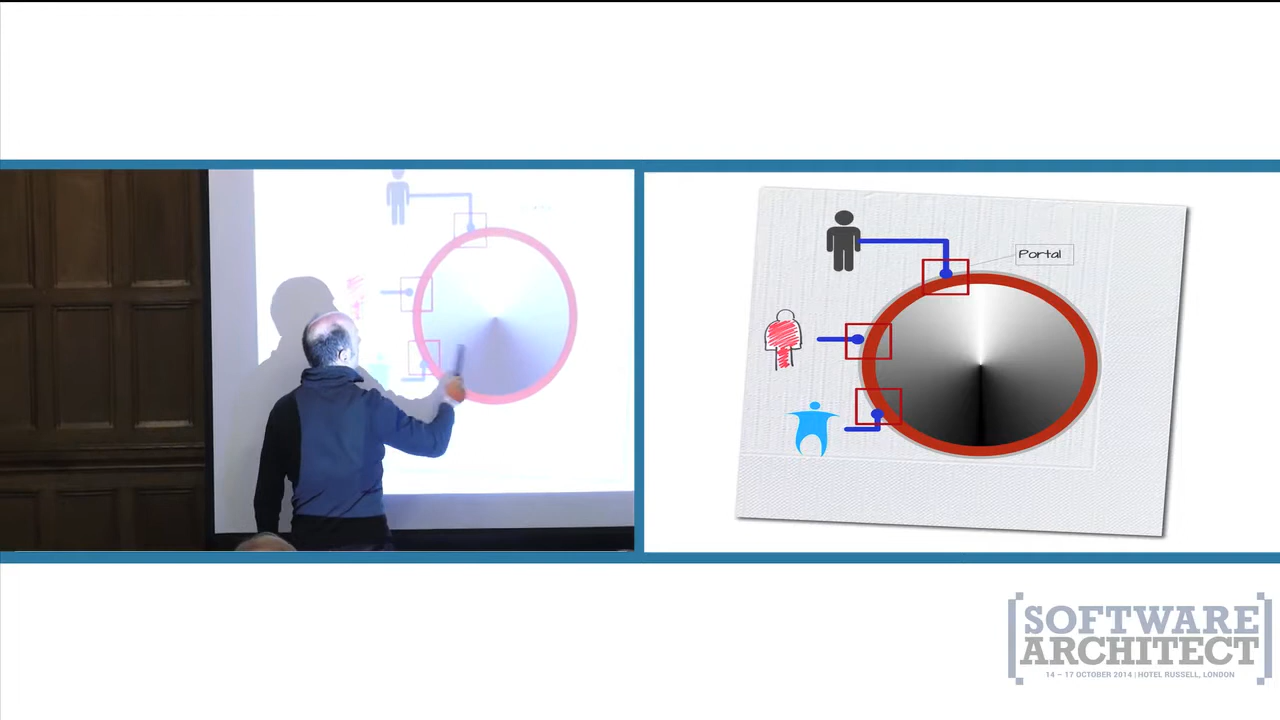 Portal
SOFTWARE
ARCHITECT
14 – 17 OCTOBER 2014 | HOTEL RUSSELL, LONDON